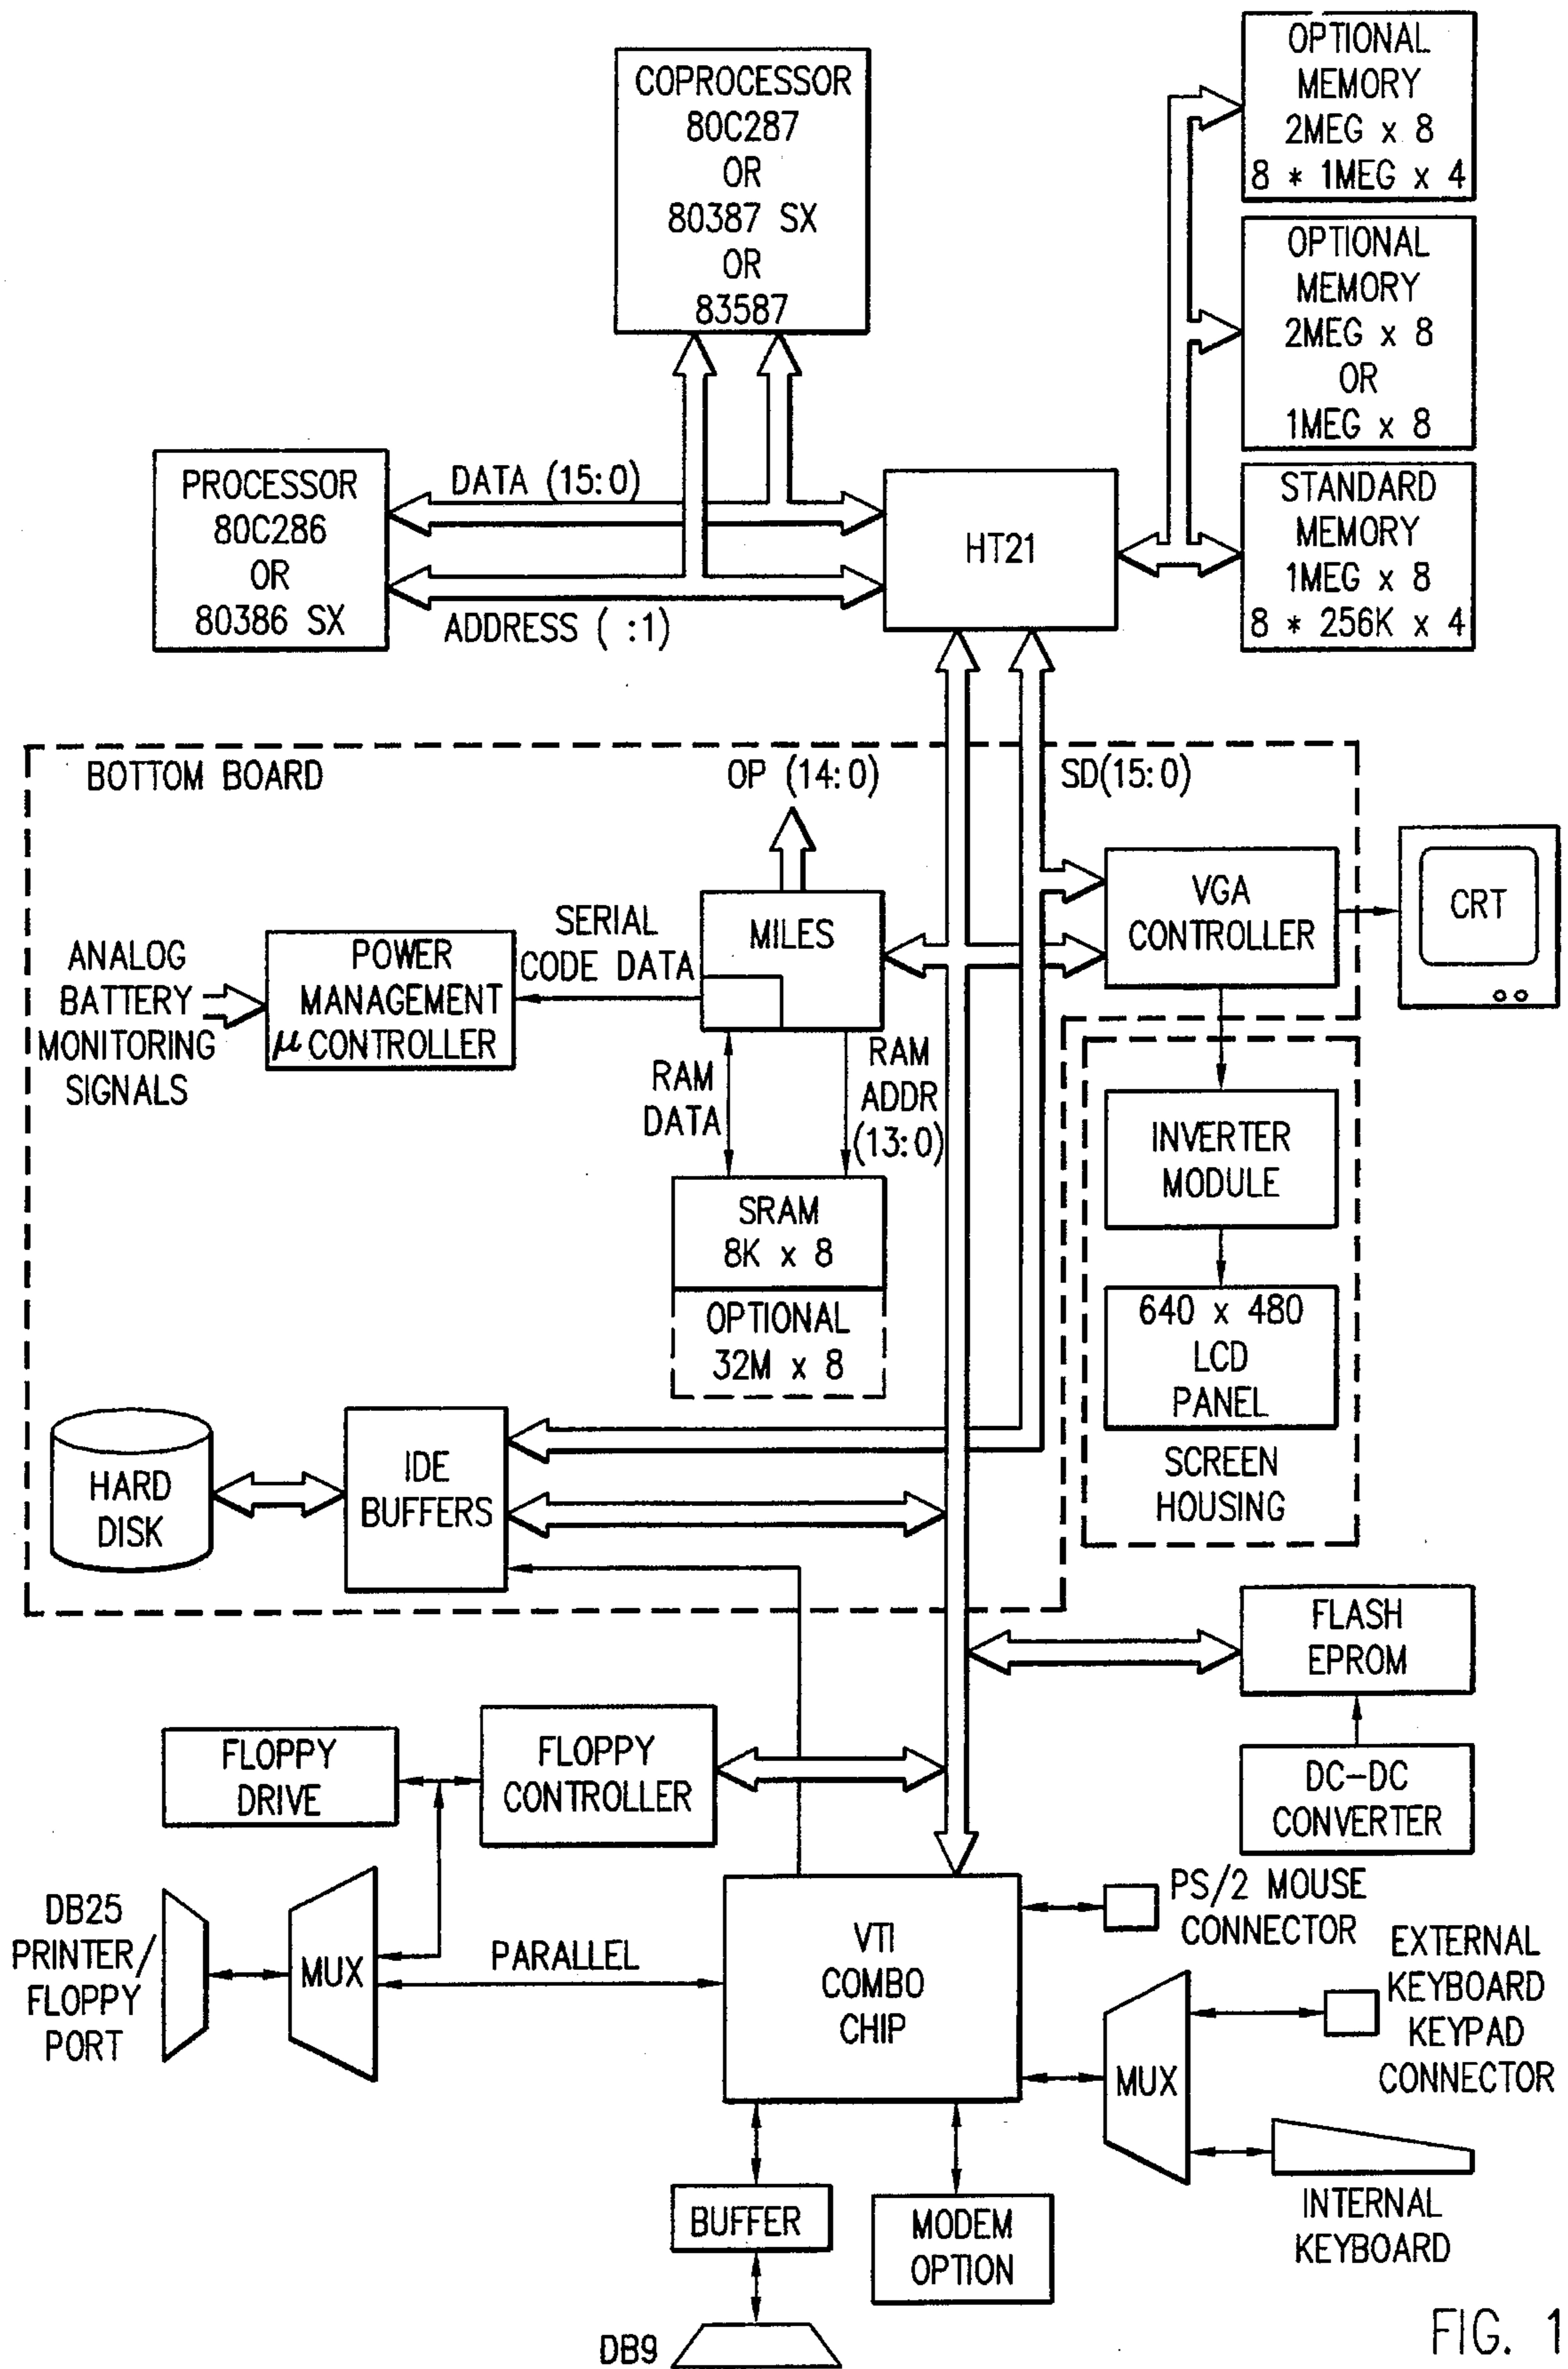 COPROCESSOR
80C287
OR
80387 SX
OR
83587
OPTIONAL
MEMORY
2MEG x 8
8 * 1MEG x 4
OPTIONAL
MEMORY
2MEG x 8
OR
1MEG x 8
STANDARD
MEMORY
1MEG x 8
8 * 256K x 4
PROCESSOR
80C286
OR
80386 SX
DATA (15:0)
ADDRESS ( :1)
HT21
BOTTOM BOARD
OP (14:0)
SD(15:0)
ANALOG
BATTERY
MONITORING
SIGNALS
POWER
MANAGEMENT
μ CONTROLLER
SERIAL
CODE DATA
MILES
VGA
CONTROLLER
CRT
RAM
DATA
RAM
ADDR
(13:0)
SRAM
8K x 8
OPTIONAL
32M x 8
INVERTER
MODULE
640 x 480
LCD
PANEL
SCREEN
HOUSING
HARD
DISK
IDE
BUFFERS
FLASH
EPROM
DC-DC
CONVERTER
FLOPPY
DRIVE
FLOPPY
CONTROLLER
DB25
PRINTER/
FLOPPY
PORT
MUX
PARALLEL
VTI
COMBO
CHIP
PS/2 MOUSE
CONNECTOR
EXTERNAL
KEYBOARD
KEYPAD
CONNECTOR
MUX
INTERNAL
KEYBOARD
BUFFER
MODEM
OPTION
DB9
FIG. 1